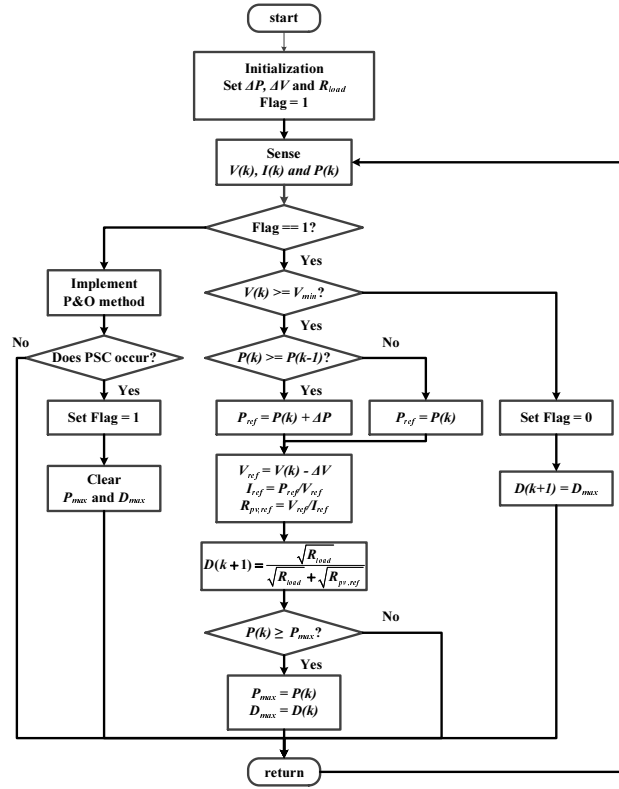 start
Initialization
Set ΔP, ΔV and R_load
Flag = 1
Sense
V(k), I(k) and P(k)
Flag == 1?
Yes
Implement
P&O method
V(k) >= V_min?
Yes
No
No
Does PSC occur?
P(k) >= P(k-1)?
Yes
Yes
Set Flag = 1
P_ref = P(k) + ΔP
P_ref = P(k)
Set Flag = 0
Clear
P_max and D_max
V_ref = V(k) - ΔV
I_ref = P_ref/V_ref
R_pv,ref = V_ref/I_ref
D(k+1) = D_max
D(k+1) = √R_load / (√R_load + √R_pv,ref)
No
P(k) ≥ P_max?
Yes
P_max = P(k)
D_max = D(k)
return